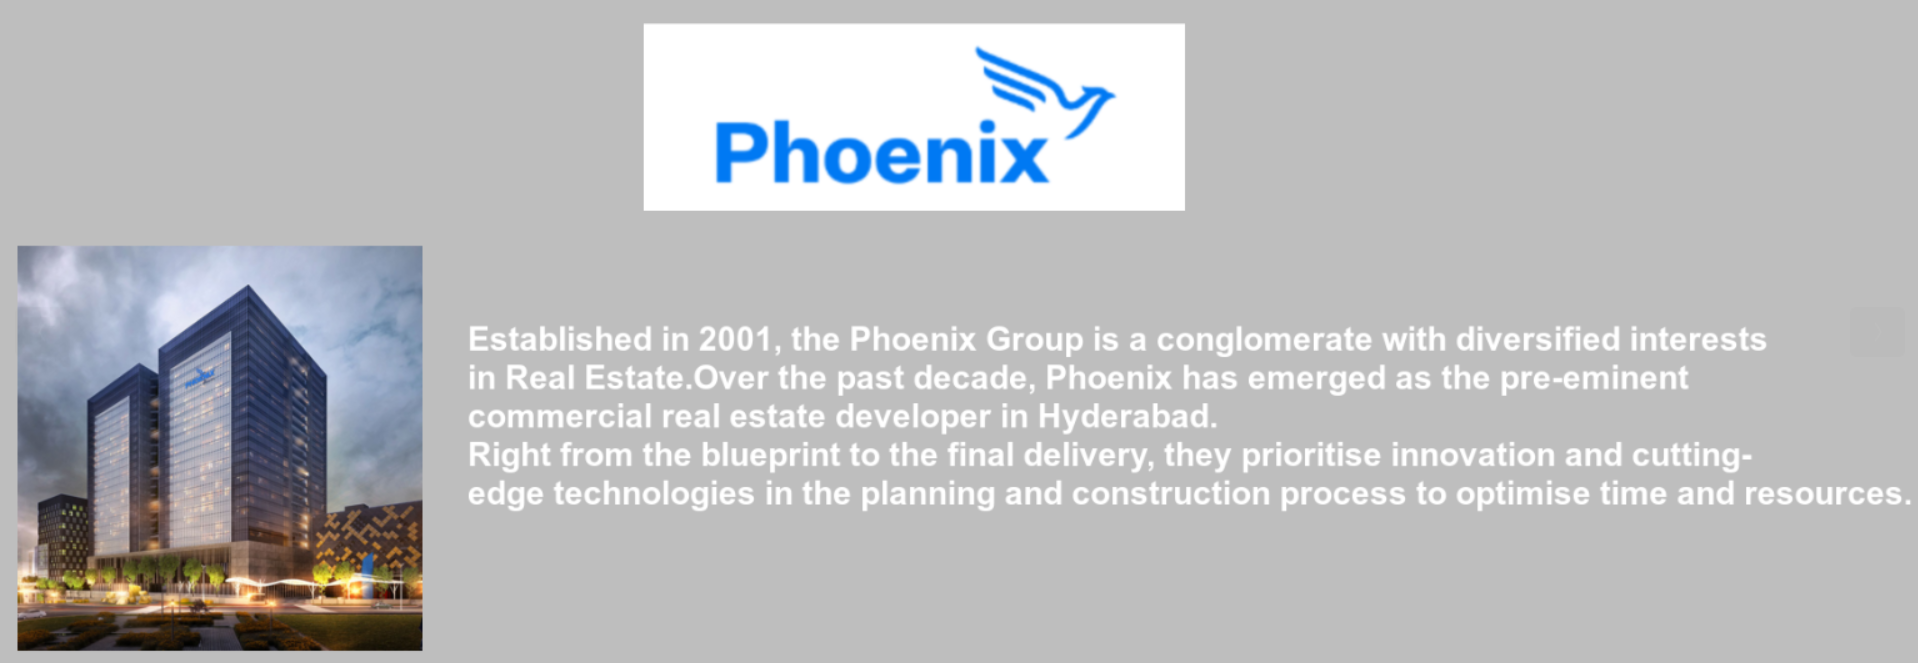 Phoenix
Established in 2001, the Phoenix Group is a conglomerate with diversified interests
in Real Estate.Over the past decade, Phoenix has emerged as the pre-eminent
commercial real estate developer in Hyderabad.
Right from the blueprint to the final delivery, they prioritise innovation and cutting-
edge technologies in the planning and construction process to optimise time and resources.